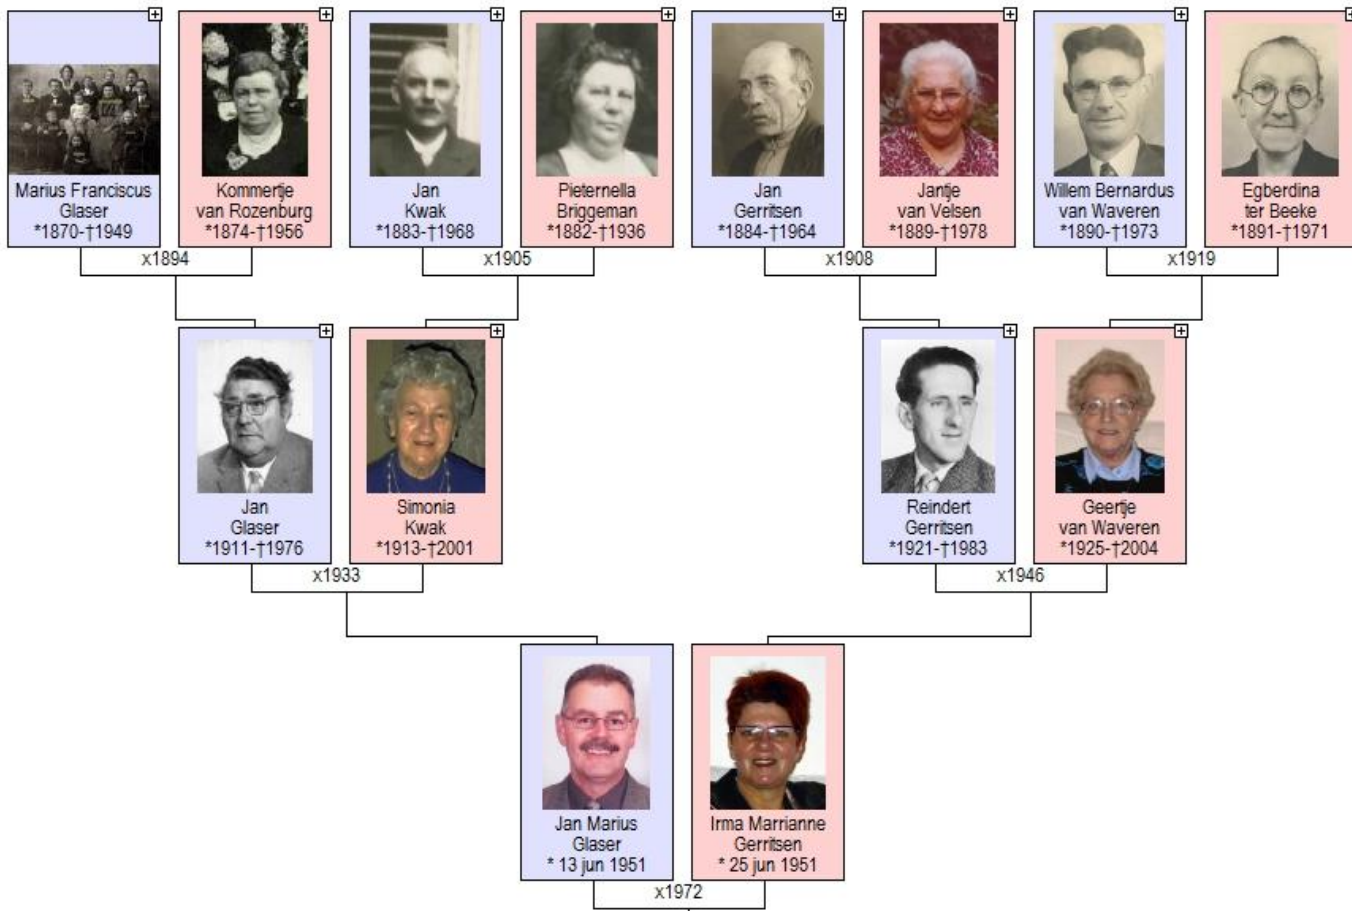 Marius Franciscus
Glaser
*1870-†1949
Kommertje
van Rozenburg
*1874-†1956
Jan
Kwak
*1883-†1968
Pieternella
Briggeman
*1882-†1936
Jan
Gerritsen
*1884-†1964
Jantje
van Velsen
*1889-†1978
Willem Bernardus
van Waveren
*1890-†1973
Egberdina
ter Beeke
*1891-†1971
x1894
x1905
x1908
x1919
Jan
Glaser
*1911-†1976
Simonia
Kwak
*1913-†2001
Reindert
Gerritsen
*1921-†1983
Geertje
van Waveren
*1925-†2004
x1933
x1946
Jan Marius
Glaser
* 13 jun 1951
Irma Marrianne
Gerritsen
* 25 jun 1951
x1972